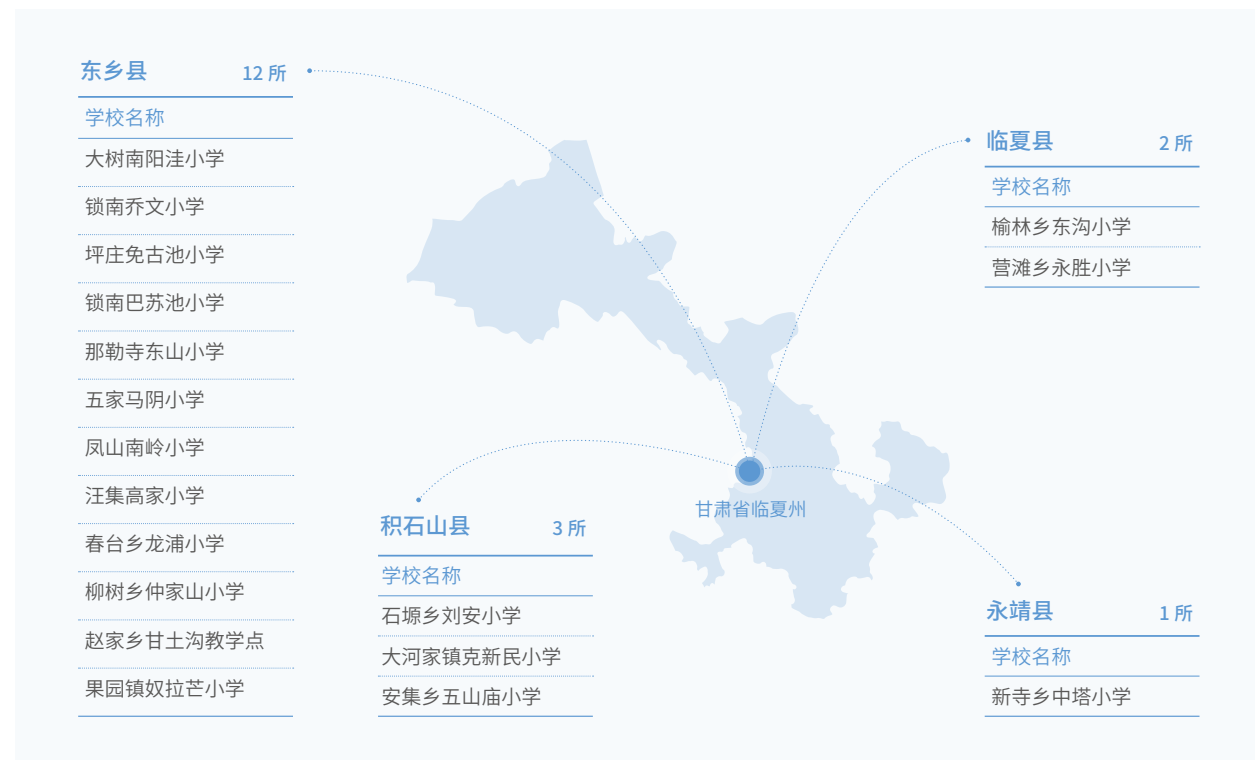 东乡县 12 所
学校名称
大树南阳洼小学
锁南乔文小学
坪庄免古池小学
锁南巴苏池小学
那勒寺东山小学
五家马阴小学
凤山南岭小学
汪集高家小学
春台乡龙浦小学
柳树乡仲家山小学
赵家乡甘土沟教学点
果园镇奴拉芒小学
积石山县 3 所
学校名称
石塬乡刘安小学
大河家镇克新民小学
安集乡五山庙小学
甘肃省临夏州
临夏县 2 所
学校名称
榆林乡东沟小学
营滩乡永胜小学
永靖县 1 所
学校名称
新寺乡中塔小学